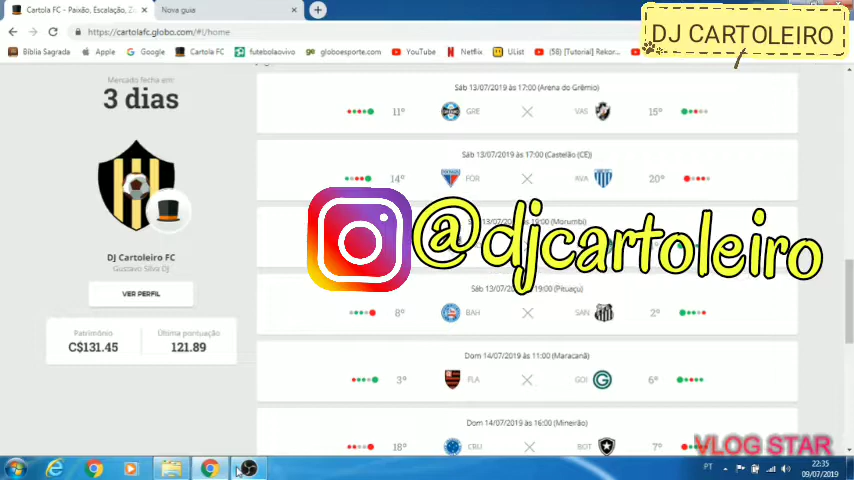 Cartola FC - Paixão, Escalação, Z
Nova guia
https://cartolafc.globo.com/#!/home
Bíblia Sagrada
Apple
Google
Cartola FC
futebolaovivo
globoesporte.com
YouTube
Netflix
UList
(58) [Tutorial] Rekor...
DJ CARTOLEIRO
Mercado fecha em:
3 dias
DJ Cartoleiro FC
Gustavo Silva DJ
VER PERFIL
Patrimônio
C$131.45
Última pontuação
121.89
Sáb 13/07/2019 às 17:00 (Arena do Grêmio)
11º GRE VAS 15º
Sáb 13/07/2019 às 17:00 (Castelão (CE))
14º FOR AVA 20º
Sáb 13/07/2019 às 19:00 (Morumbi)
@djcartoleiro
Sáb 13/07/2019 às 19:00 (Pituaçu)
8º BAH SAN 2º
Dom 14/07/2019 às 11:00 (Maracanã)
3º FLA GOI 6º
Dom 14/07/2019 às 16:00 (Mineirão)
18º CRU BOT 7º
VLOG STAR
PT
22:35
09/07/2019